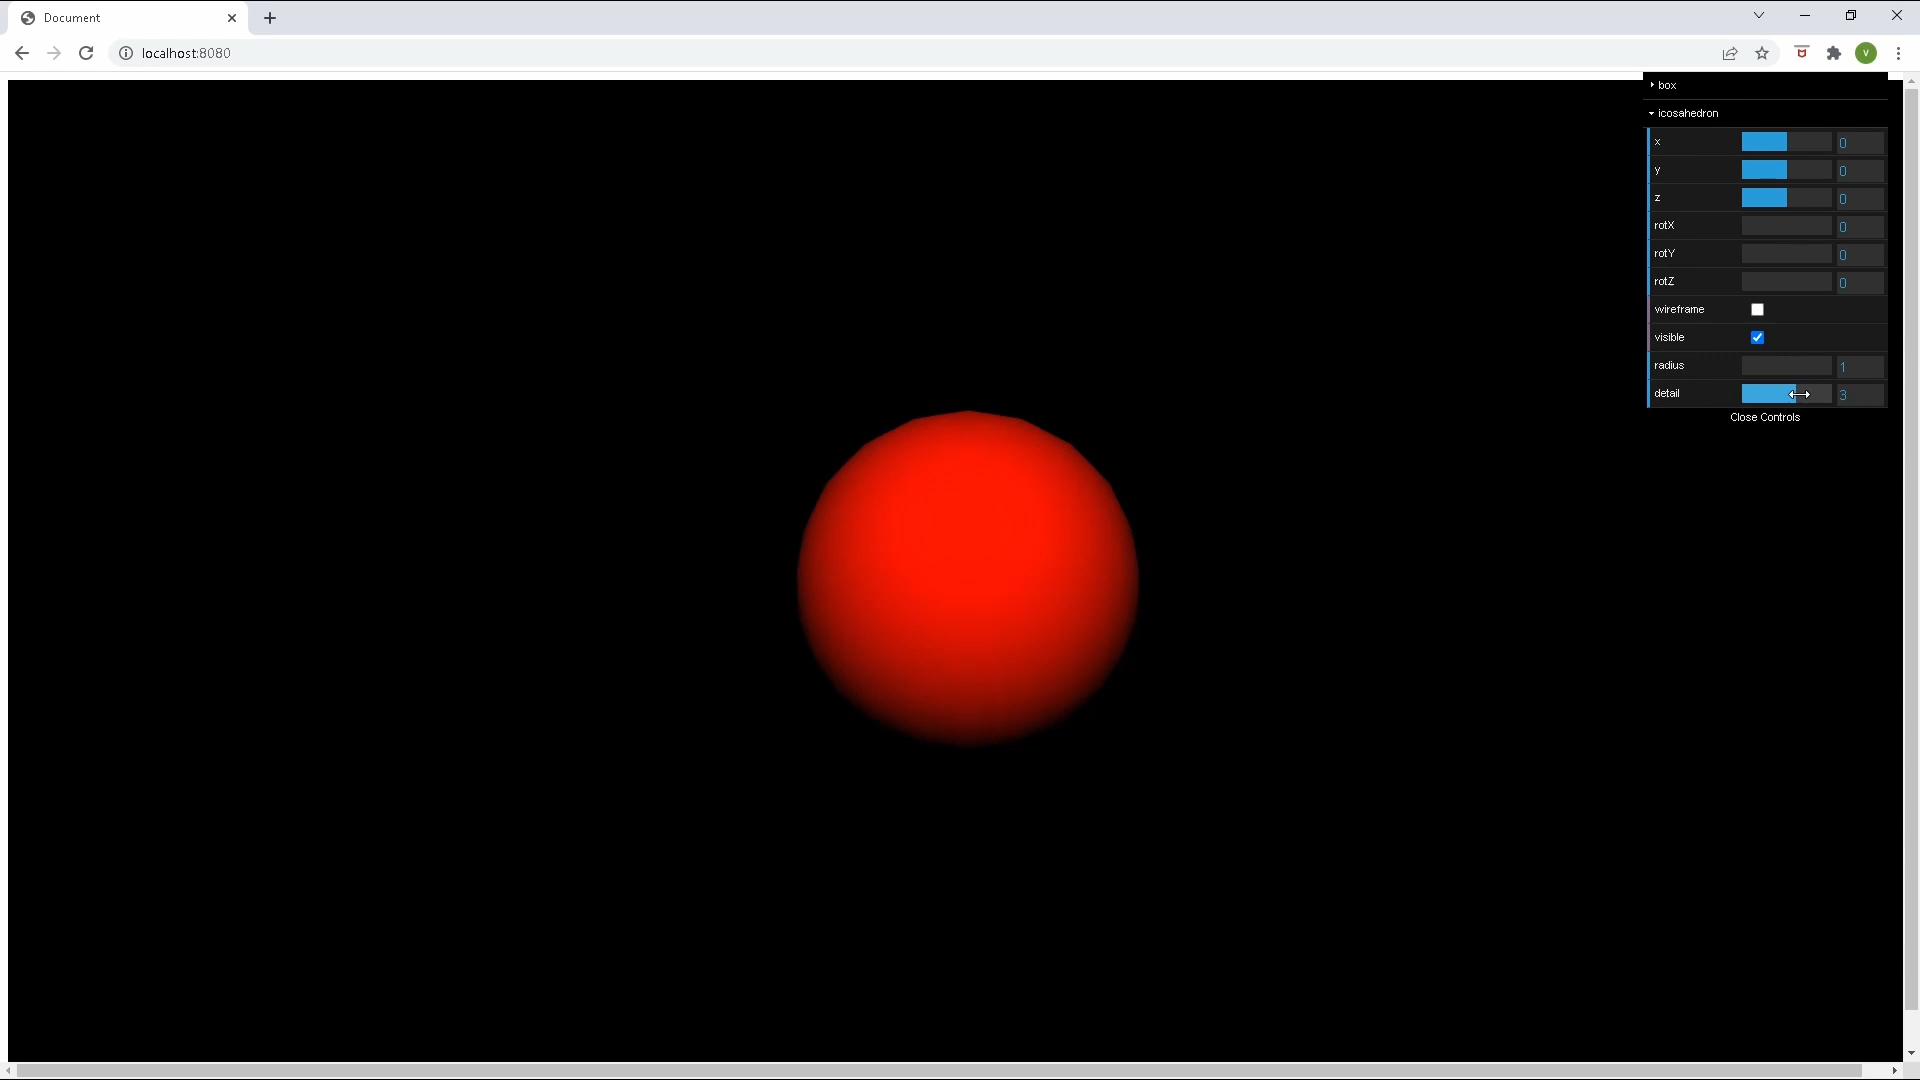 Document
localhost:8080
V
box
icosahedron
x 0
y 0
z 0
rotX 0
rotY 0
rotZ 0
wireframe
visible
radius 1
detail 3
Close Controls